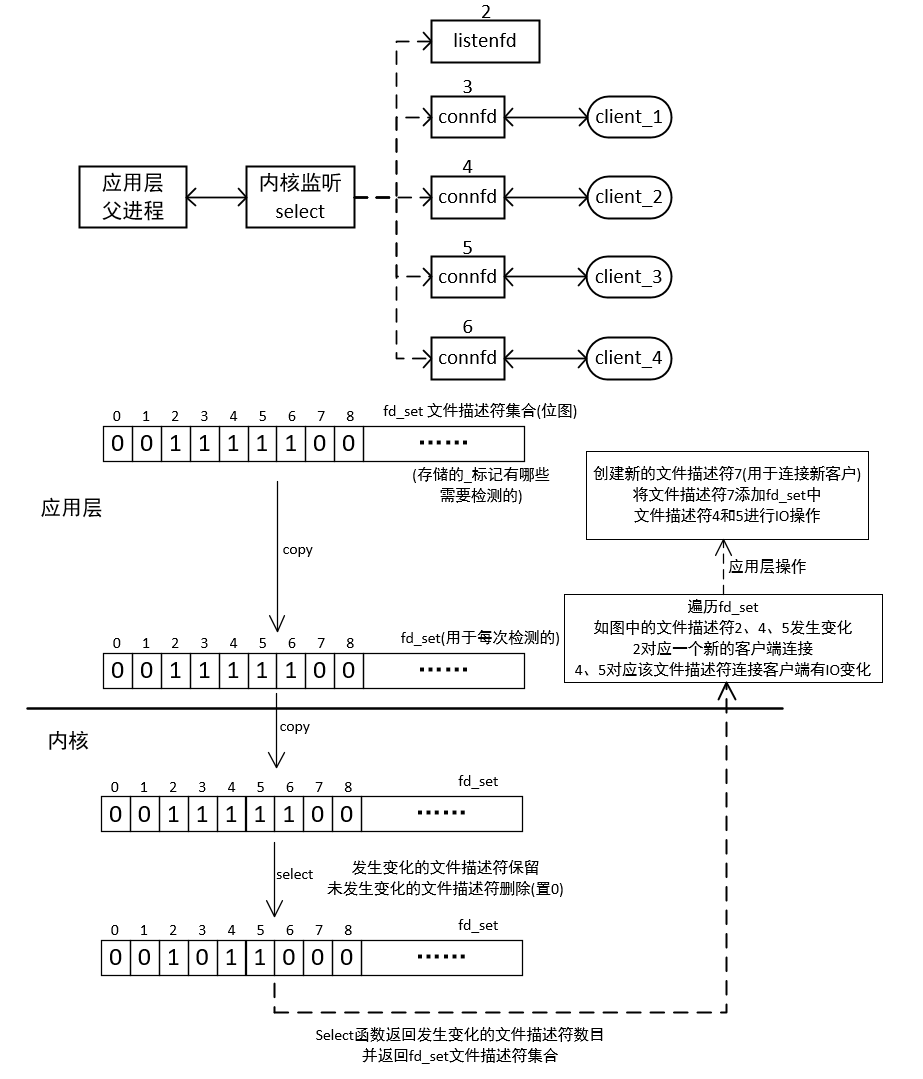 2
listenfd
3
connfd
client_1
4
connfd
client_2
应用层
父进程
内核监听
select
5
connfd
client_3
6
connfd
client_4
fd_set 文件描述符集合(位图)
0 1 2 3 4 5 6 7 8
0 0 1 1 1 1 1 0 0 ······
(存储的_标记有哪些
需要检测的)
应用层
copy
创建新的文件描述符7(用于连接新客户)
将文件描述符7添加fd_set中
文件描述符4和5进行IO操作
应用层操作
遍历fd_set
如图中的文件描述符2、4、5发生变化
2对应一个新的客户端连接
4、5对应该文件描述符连接客户端有IO变化
fd_set(用于每次检测的)
0 1 2 3 4 5 6 7 8
0 0 1 1 1 1 1 0 0 ······
copy
内核
fd_set
0 1 2 3 4 5 6 7 8
0 0 1 1 1 1 1 0 0 ······
select
发生变化的文件描述符保留
未发生变化的文件描述符删除(置0)
fd_set
0 1 2 3 4 5 6 7 8
0 0 1 0 1 1 0 0 0 ······
Select函数返回发生变化的文件描述符数目
并返回fd_set文件描述符集合